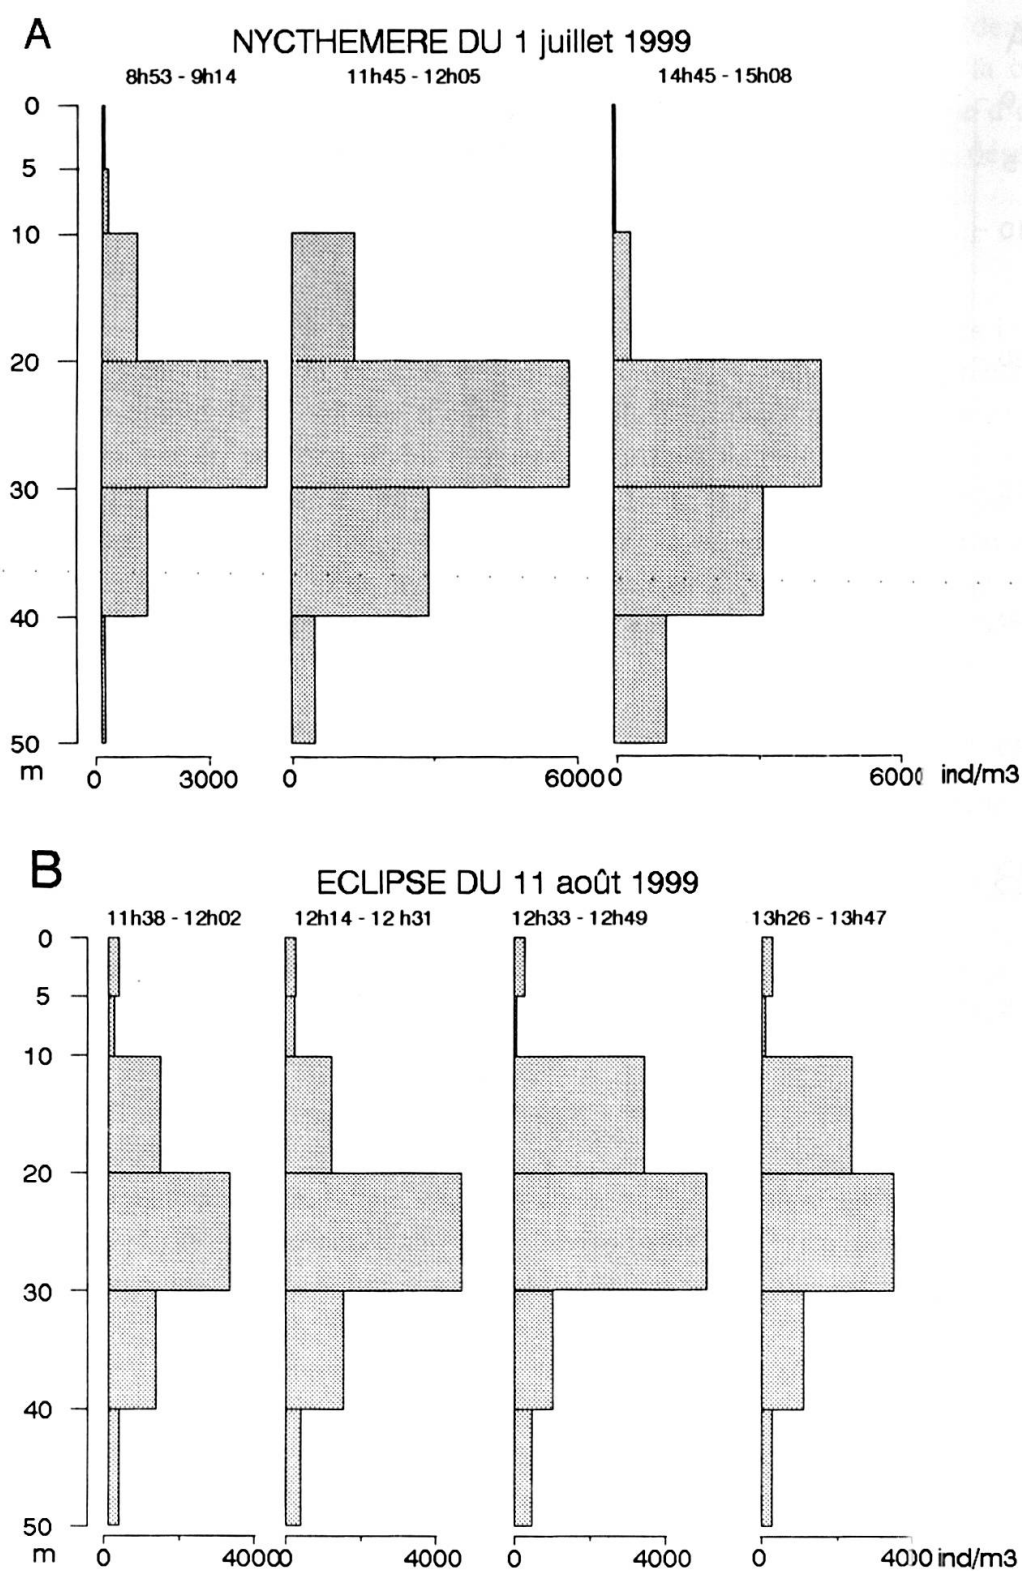 A
NYCTHEMERE DU 1 juillet 1999
8h53 - 9h14 11h45 - 12h05 14h45 - 15h08
0
5
10
20
30
40
50
m
0 3000 0 6000 0 6000 ind/m3
B
ECLIPSE DU 11 août 1999
11h38 - 12h02 12h14 - 12 h31 12h33 - 12h49 13h26 - 13h47
0
5
10
20
30
40
50
m
0 4000 0 4000 0 4000 0 4000 ind/m3